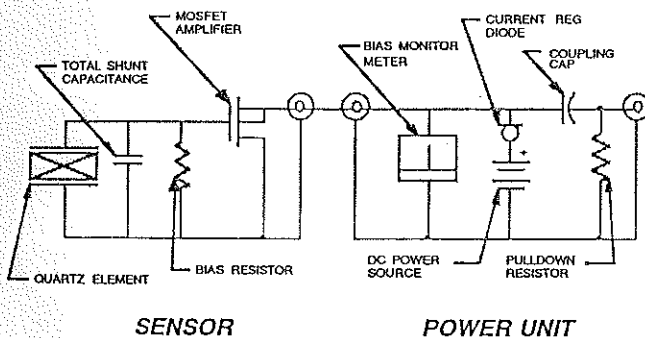 MOSFET
AMPLIFIER
TOTAL SHUNT
CAPACITANCE
QUARTZ ELEMENT
BIAS RESISTOR
SENSOR
BIAS MONITOR
METER
CURRENT REG
DIODE
COUPLING
CAP
+
DC POWER
SOURCE
PULLDOWN
RESISTOR
POWER UNIT